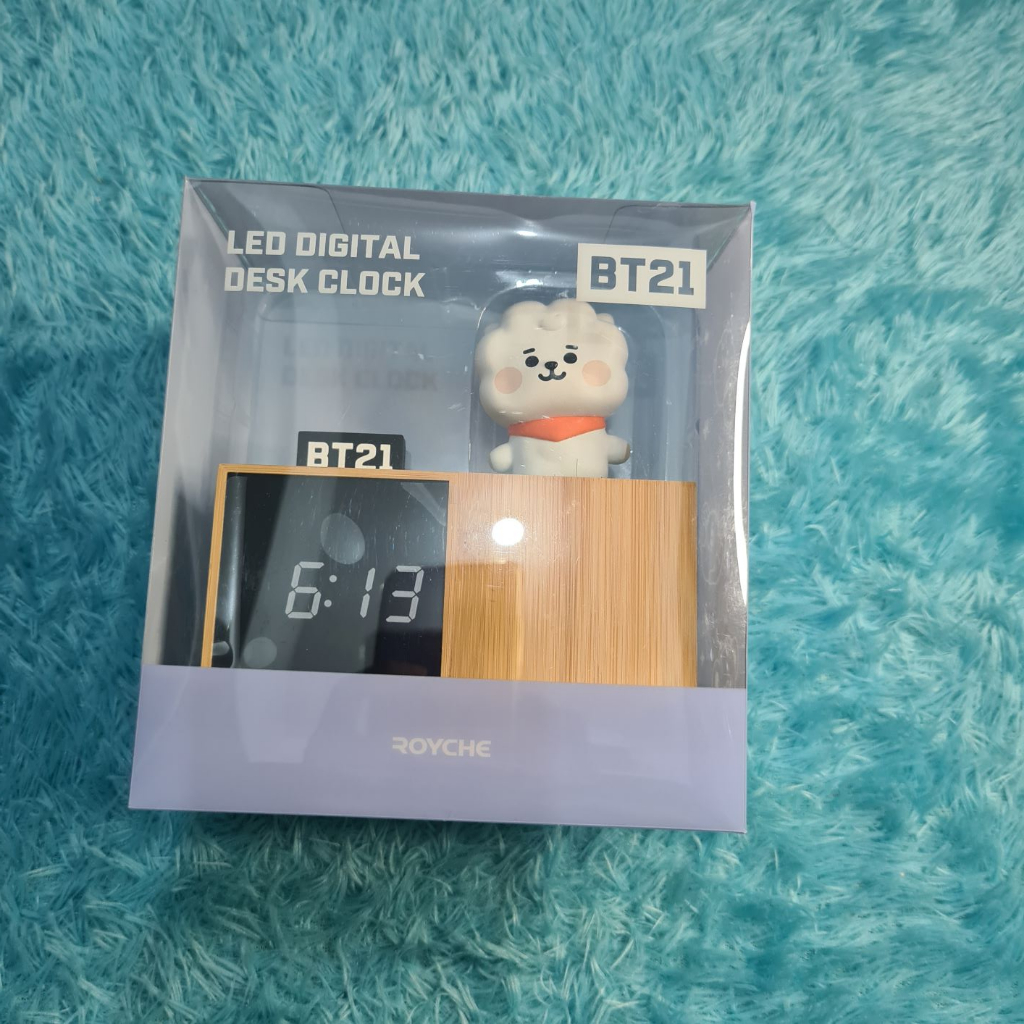 LED DIGITAL
DESK CLOCK
BT21
BT21
6:13
ROYCHE